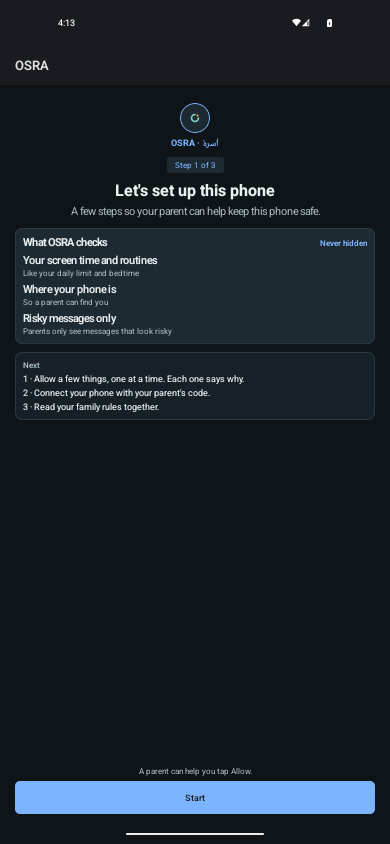 4:13
OSRA
OSRA · أسرة
Step 1 of 3
Let's set up this phone
A few steps so your parent can help keep this phone safe.
What OSRA checks
Never hidden
Your screen time and routines
Like your daily limit and bedtime
Where your phone is
So a parent can find you
Risky messages only
Parents only see messages that look risky
Next
1 · Allow a few things, one at a time. Each one says why.
2 · Connect your phone with your parent's code.
3 · Read your family rules together.
A parent can help you tap Allow.
Start